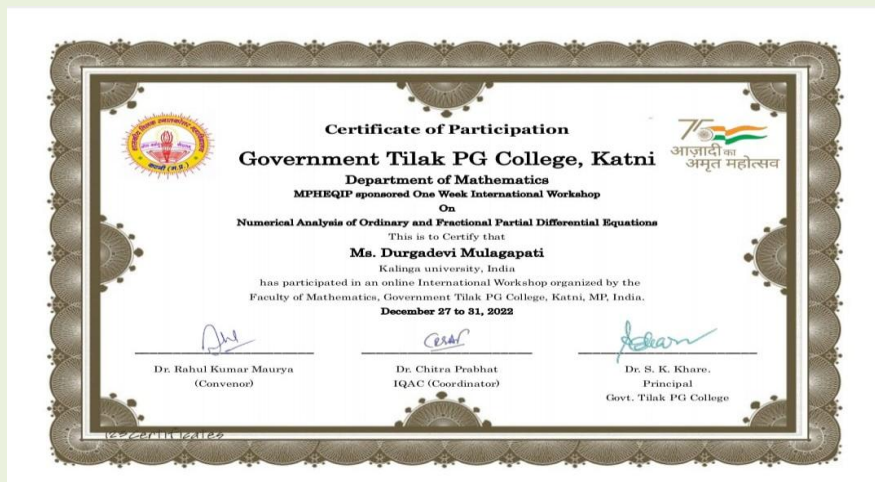 Certificate of Participation
Government Tilak PG College, Katni
Department of Mathematics
MPHEQIP sponsored One Week International Workshop
On
Numerical Analysis of Ordinary and Fractional Partial Differential Equations
This is to Certify that
Ms. Durgadevi Mulagapati
Kalinga university, India
has participated in an online International Workshop organized by the
Faculty of Mathematics, Government Tilak PG College, Katni, MP, India.
December 27 to 31, 2022
75
आज़ादी का
अमृत महोत्सव
Dr. Rahul Kumar Maurya
(Convenor)
Dr. Chitra Prabhat
IQAC (Coordinator)
Dr. S. K. Khare.
Principal
Govt. Tilak PG College
123certificates